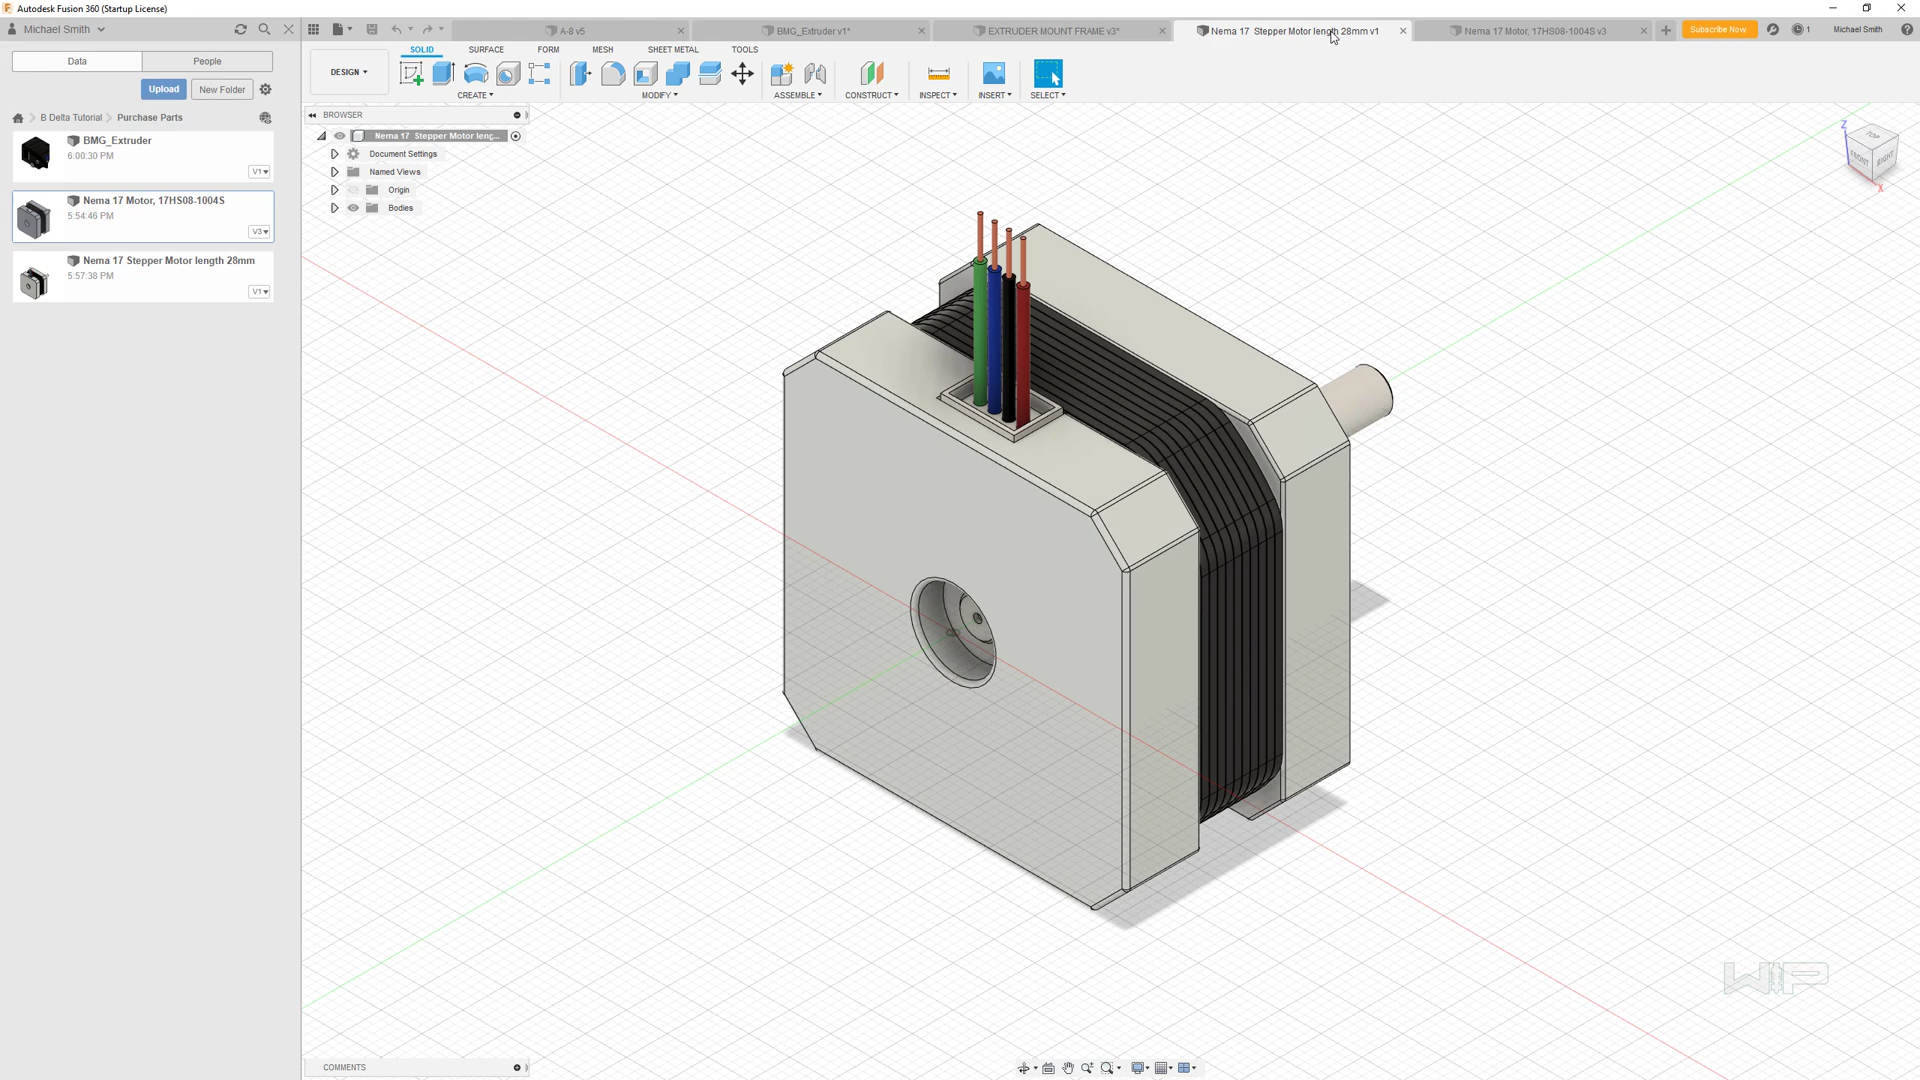 Autodesk Fusion 360 (Startup License)
Michael Smith
A-8 v5
BMG_Extruder v1*
EXTRUDER MOUNT FRAME v3*
Nema 17 Stepper Motor length 28mm v1
Nema 17 Motor, 17HS08-1004S v3
Subscribe Now
1
Michael Smith
Data
People
SOLID
SURFACE
FORM
MESH
SHEET METAL
TOOLS
DESIGN
Upload
New Folder
CREATE
MODIFY
ASSEMBLE
CONSTRUCT
INSPECT
INSERT
SELECT
B Delta Tutorial
Purchase Parts
BROWSER
BMG_Extruder
6:00:30 PM
V1
Nema 17 Stepper Motor leng...
Document Settings
Named Views
Origin
Bodies
Nema 17 Motor, 17HS08-1004S
5:54:46 PM
V3
Nema 17 Stepper Motor length 28mm
5:57:38 PM
V1
Z
TOP
FRONT
RIGHT
X
W+P
COMMENTS